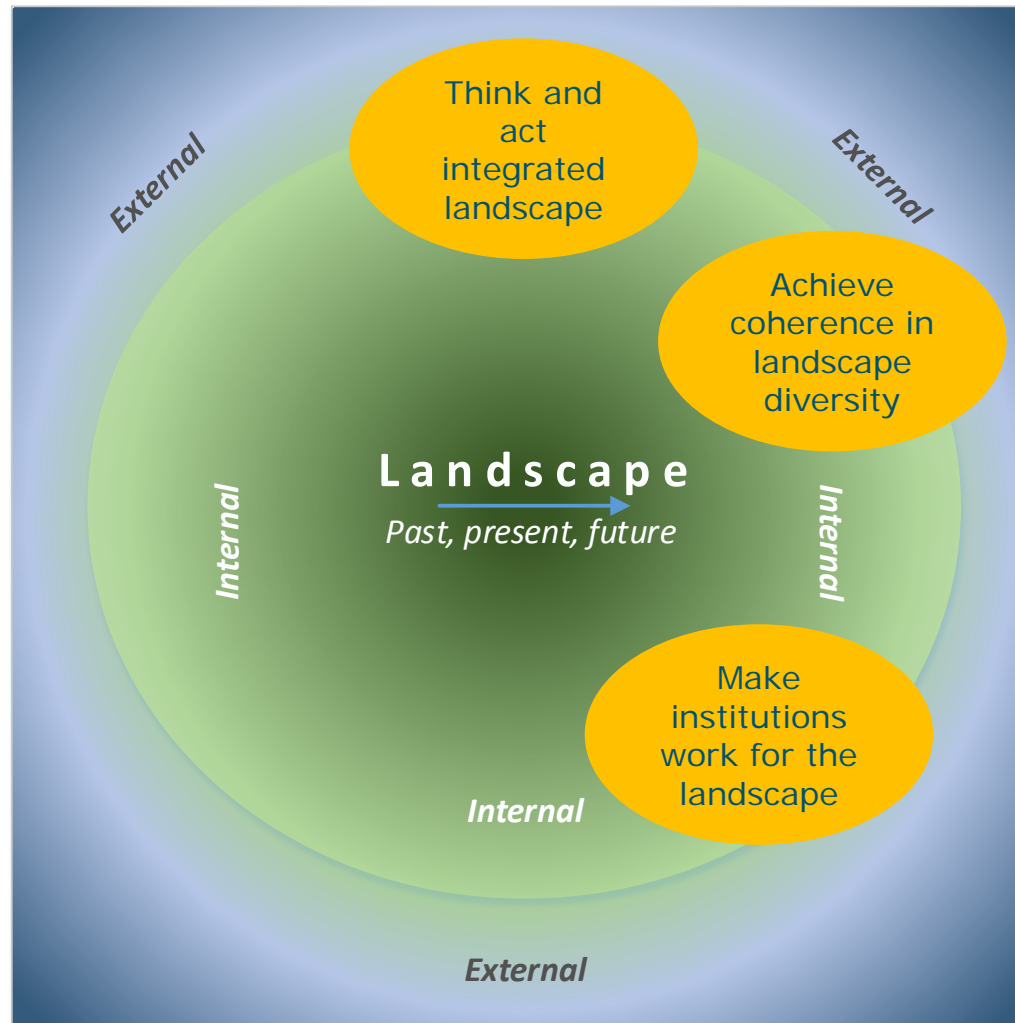 Think and
act
integrated
landscape
External
External
Achieve
coherence in
landscape
diversity
Landscape
Past, present, future
Internal
Internal
Make
institutions
work for the
landscape
Internal
External